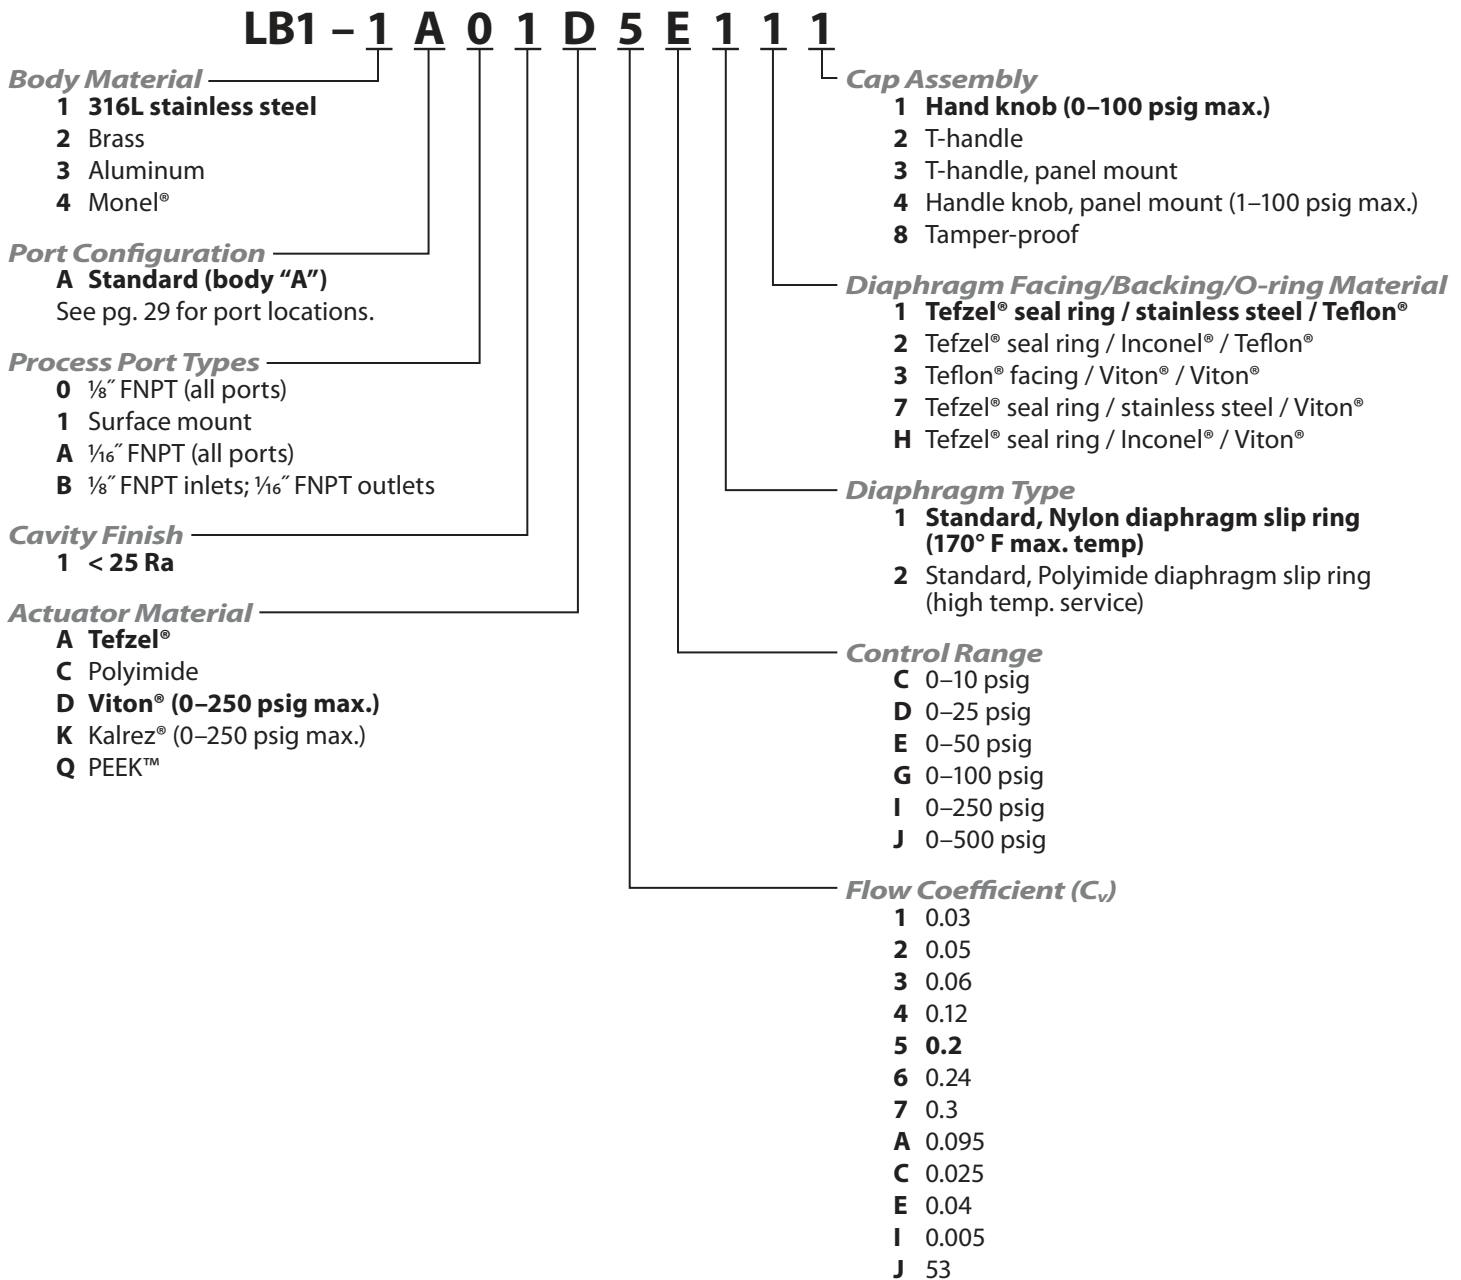 LB1 – 1 A 0 1 D 5 E 1 1 1
Body Material
1 316L stainless steel
2 Brass
3 Aluminum
4 Monel®
Port Configuration
A Standard (body “A”)
See pg. 29 for port locations.
Process Port Types
0 ⅛˝ FNPT (all ports)
1 Surface mount
A 1⁄16˝ FNPT (all ports)
B ⅛˝ FNPT inlets; 1⁄16˝ FNPT outlets
Cavity Finish
1 < 25 Ra
Actuator Material
A Tefzel®
C Polyimide
D Viton® (0–250 psig max.)
K Kalrez® (0–250 psig max.)
Q PEEK™
Cap Assembly
1 Hand knob (0–100 psig max.)
2 T-handle
3 T-handle, panel mount
4 Handle knob, panel mount (1–100 psig max.)
8 Tamper-proof
Diaphragm Facing/Backing/O-ring Material
1 Tefzel® seal ring / stainless steel / Teflon®
2 Tefzel® seal ring / Inconel® / Teflon®
3 Teflon® facing / Viton® / Viton®
7 Tefzel® seal ring / stainless steel / Viton®
H Tefzel® seal ring / Inconel® / Viton®
Diaphragm Type
1 Standard, Nylon diaphragm slip ring
(170° F max. temp)
2 Standard, Polyimide diaphragm slip ring
(high temp. service)
Control Range
C 0–10 psig
D 0–25 psig
E 0–50 psig
G 0–100 psig
I 0–250 psig
J 0–500 psig
Flow Coefficient (Cv)
1 0.03
2 0.05
3 0.06
4 0.12
5 0.2
6 0.24
7 0.3
A 0.095
C 0.025
E 0.04
I 0.005
J 53